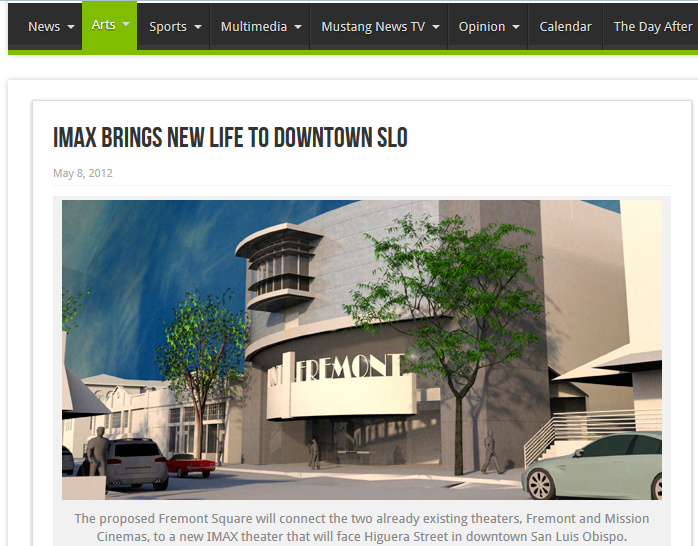 News Arts Sports Multimedia Mustang News TV Opinion Calendar The Day After
IMAX BRINGS NEW LIFE TO DOWNTOWN SLO
May 8, 2012
FREMONT
The proposed Fremont Square will connect the two already existing theaters, Fremont and Mission
Cinemas, to a new IMAX theater that will face Higuera Street in downtown San Luis Obispo.